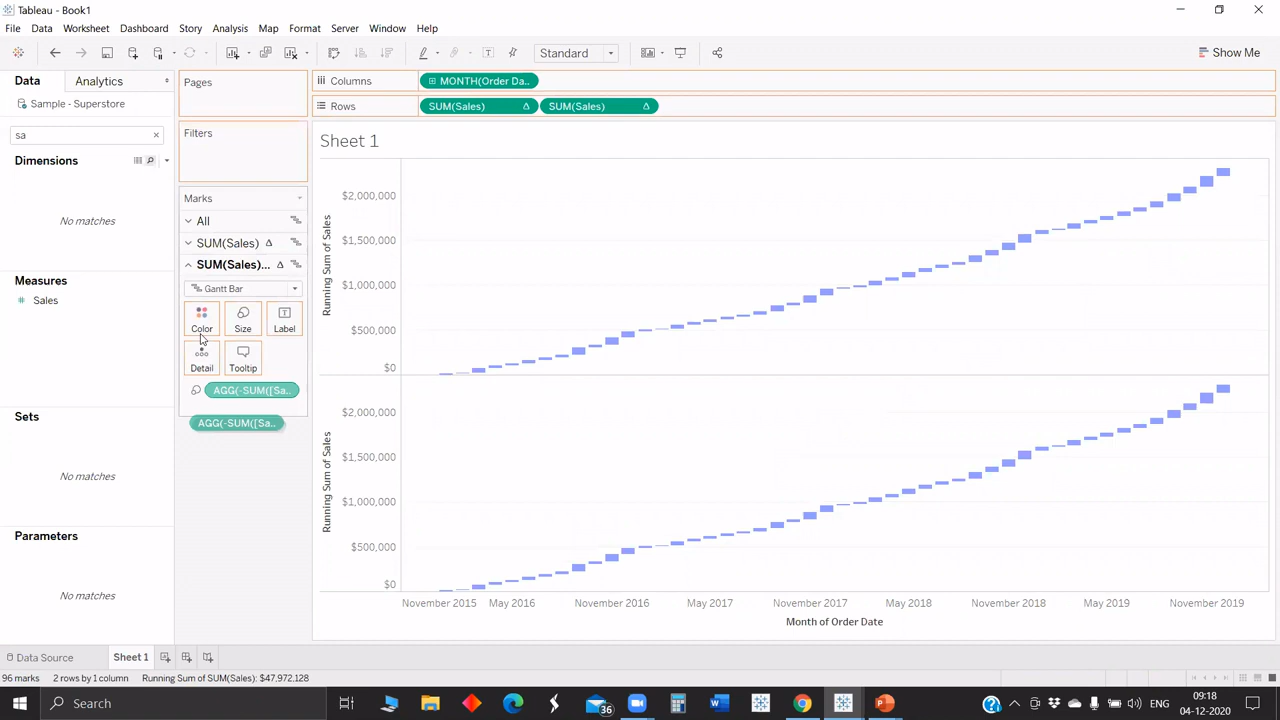 Tableau - Book1
File Data Worksheet Dashboard Story Analysis Map Format Server Window Help
Standard
Show Me
Data Analytics
Sample - Superstore
sa
Dimensions
No matches
Measures
Sales
Sets
No matches
Parameters
No matches
Pages
Filters
Marks
All
SUM(Sales)
SUM(Sales)...
Gantt Bar
Color Size Label
Detail Tooltip
AGG(-SUM([Sa..
AGG(-SUM([Sa..
Columns MONTH(Order Da..
Rows SUM(Sales) SUM(Sales)
Sheet 1
Running Sum of Sales
$2,000,000
$1,500,000
$1,000,000
$500,000
$0
Running Sum of Sales
$2,000,000
$1,500,000
$1,000,000
$500,000
$0
November 2015 May 2016 November 2016 May 2017 November 2017 May 2018 November 2018 May 2019 November 2019
Month of Order Date
Data Source Sheet 1
96 marks 2 rows by 1 column Running Sum of SUM(Sales): $47,972,128
Search
36
ENG
09:18
04-12-2020